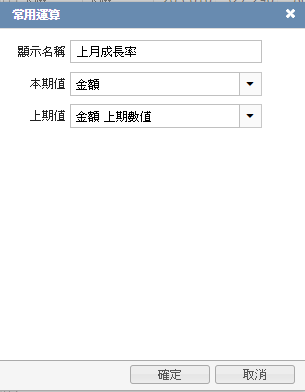 常用運算
顯示名稱 上月成長率
本期值 金額
上期值 金額 上期數值
確定 取消